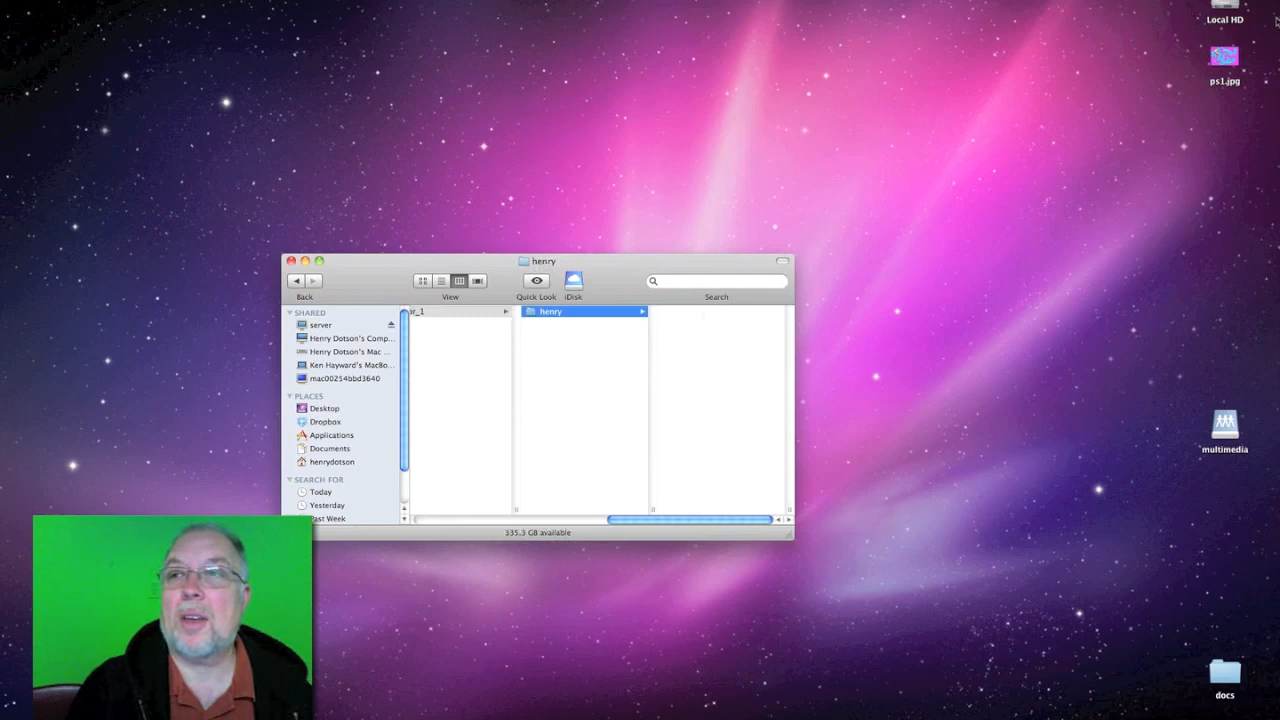 Local HD
ps1.jpg
henry
Back
View
Quick Look
iDisk
Search
SHARED
server
Henry Dotson's Comp...
Henry Dotson's Mac ...
Ken Hayward's MacBo...
mac00254bbd3640
PLACES
Desktop
Dropbox
Applications
Documents
henrydotson
SEARCH FOR
Today
Yesterday
Past Week
or_1
henry
335.3 GB available
multimedia
docs